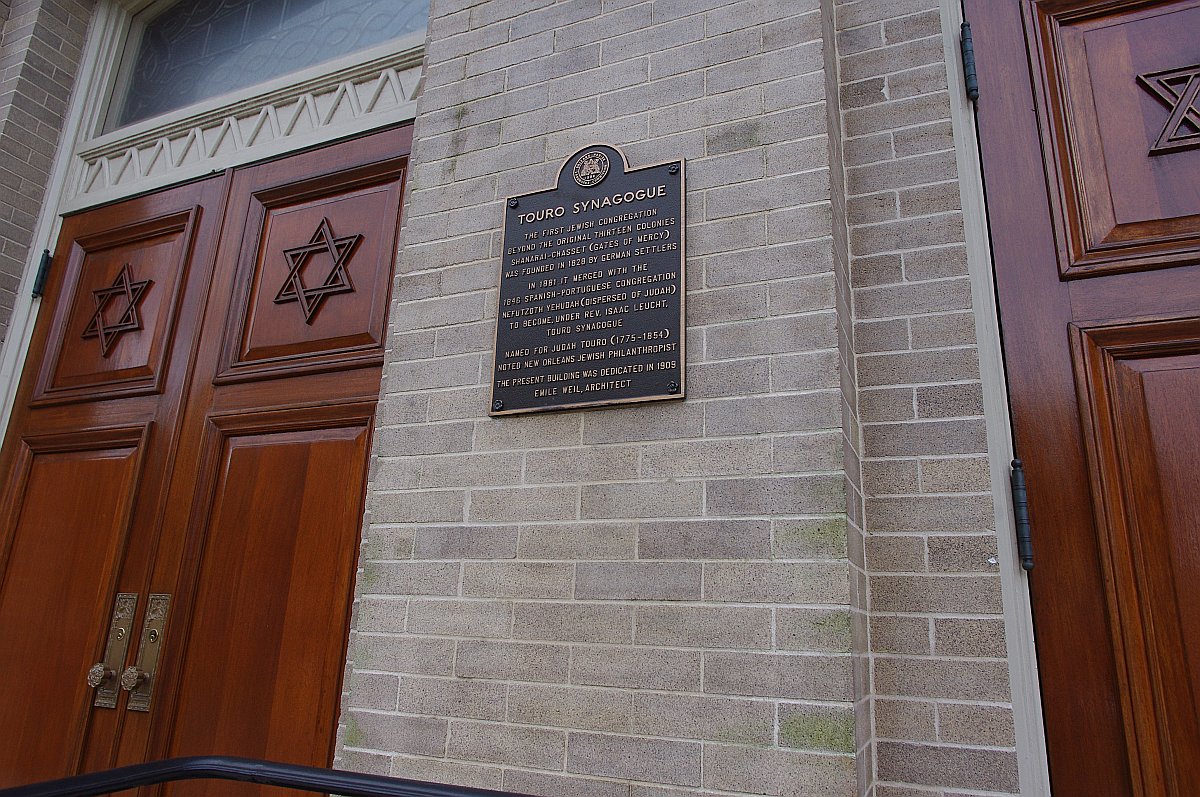 TOURO SYNAGOGUE
THE FIRST JEWISH CONGREGATION
BEYOND THE ORIGINAL THIRTEEN COLONIES
SHANARAI-CHASSET (GATES OF MERCY)
WAS FOUNDED IN 1828 BY GERMAN SETTLERS
IN 1881 IT MERGED WITH THE
1846 SPANISH-PORTUGUESE CONGREGATION
NEFUTZOTH YEHUDAH (DISPERSED OF JUDAH)
TO BECOME, UNDER REV. ISAAC LEUCHT,
TOURO SYNAGOGUE
NAMED FOR JUDAH TOURO (1775-1854)
NOTED NEW ORLEANS JEWISH PHILANTHROPIST
THE PRESENT BUILDING WAS DEDICATED IN 1909
EMILE WEIL, ARCHITECT